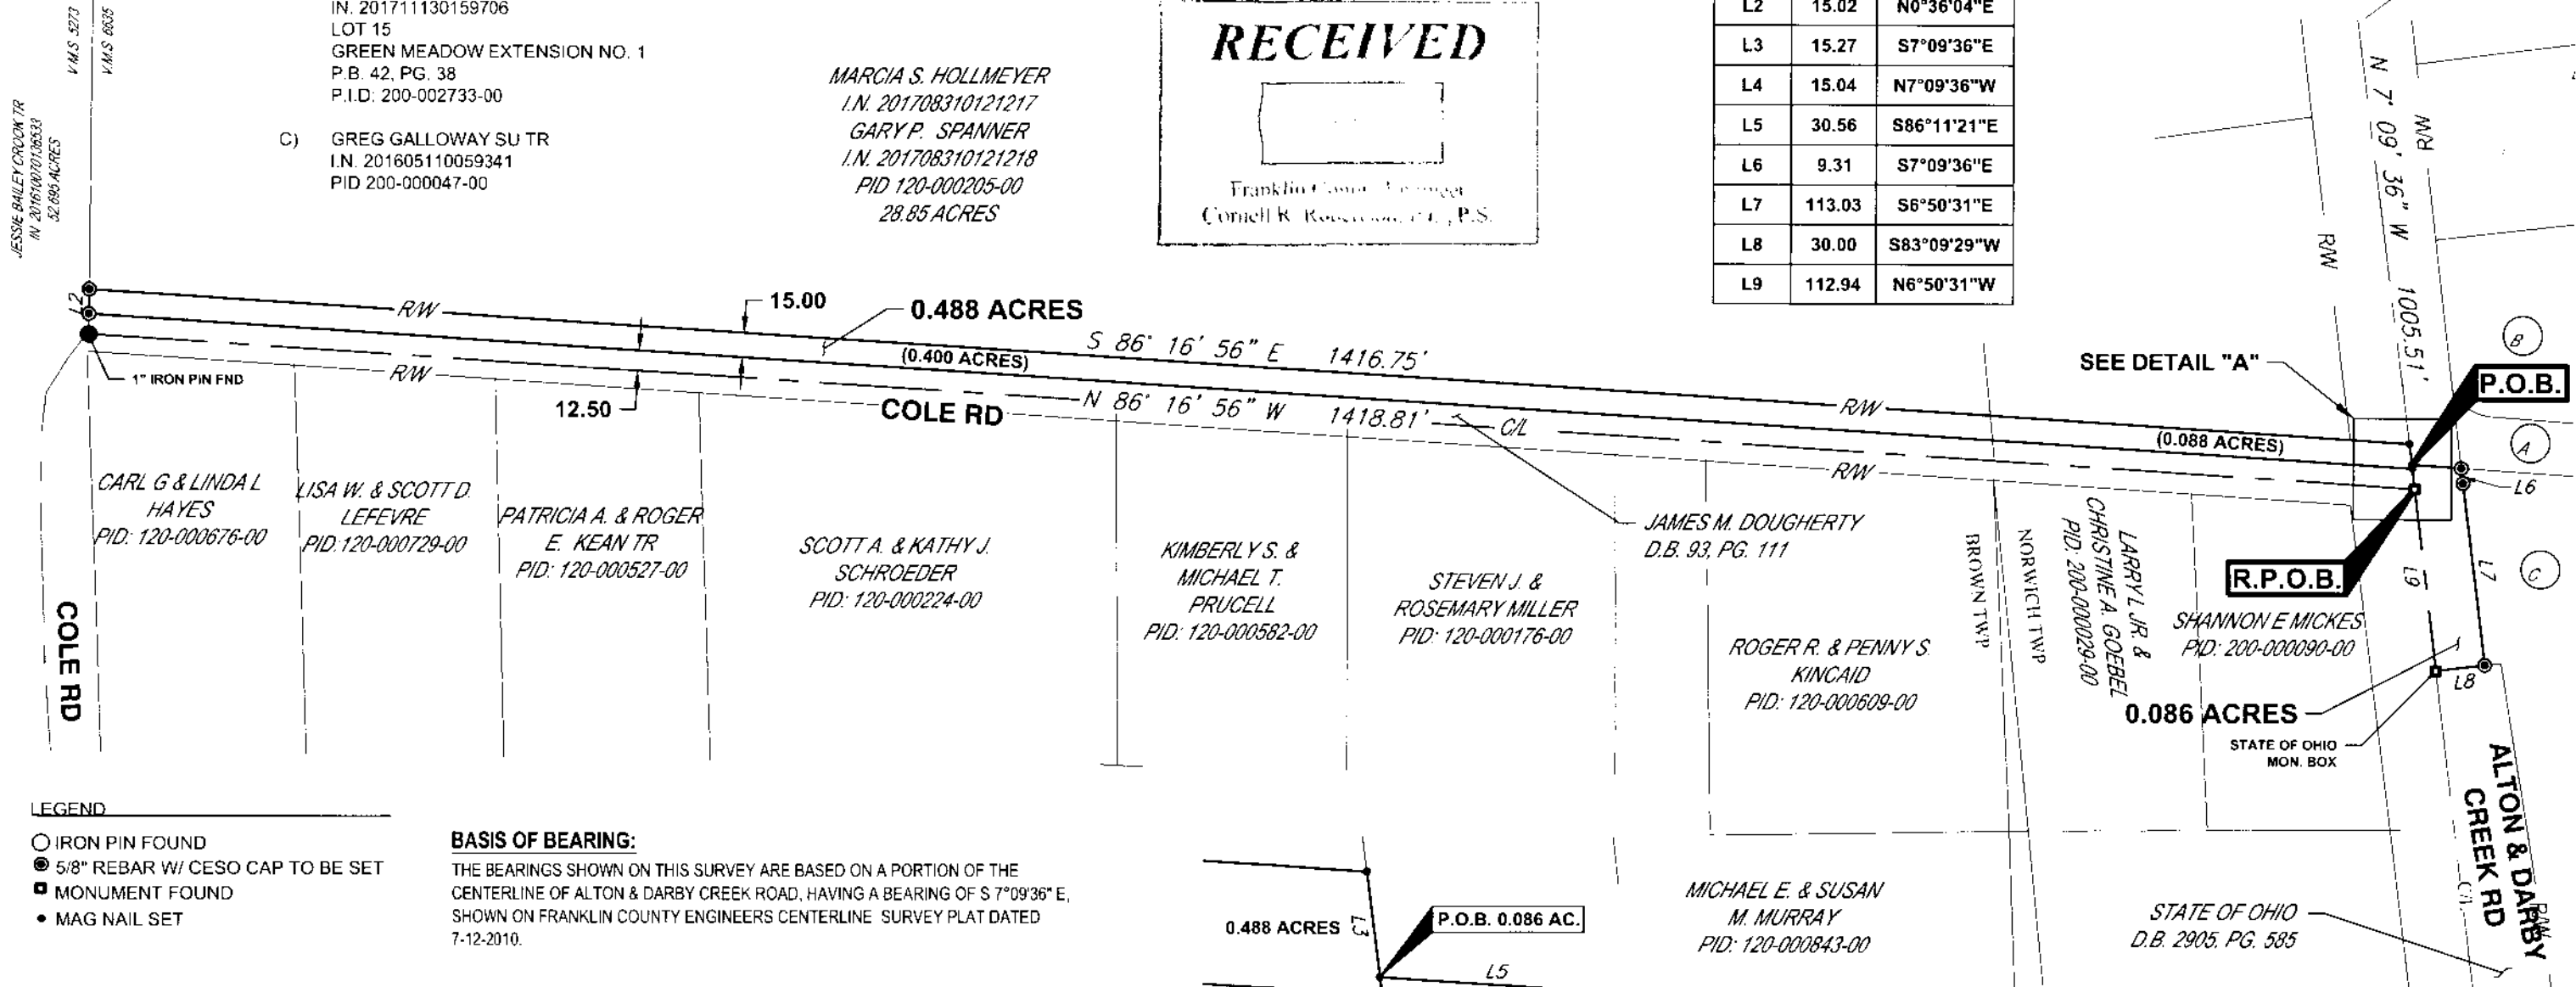 V.M.S 5273
V.M.S 6635
JESSIE BAILEY CROOK TR
IN 201610070136533
52.695 ACRES
IN. 201711130159706
LOT 15
GREEN MEADOW EXTENSION NO. 1
P.B. 42, PG. 38
P.I.D: 200-002733-00
C) GREG GALLOWAY SU TR
I.N. 201605110059341
PID 200-000047-00
MARCIA S. HOLLMEYER
I.N. 201708310121217
GARY P. SPANNER
I.N. 201708310121218
PID 120-000205-00
28.85 ACRES
RECEIVED
Franklin
Cornell R. P.S.
L2 15.02 N0°36'04"E
L3 15.27 S7°09'36"E
L4 15.04 N7°09'36"W
L5 30.56 S86°11'21"E
L6 9.31 S7°09'36"E
L7 113.03 S6°50'31"E
L8 30.00 S83°09'29"W
L9 112.94 N6°50'31"W
R/W
R/W
N 7° 09' 36" W 1005.51'
L2
R/W
15.00
0.488 ACRES
(0.400 ACRES)
S 86° 16' 56" E 1416.75'
1" IRON PIN FND
R/W
12.50
COLE RD
N 86° 16' 56" W 1418.81'
C/L
R/W
R/W
(0.088 ACRES)
SEE DETAIL "A"
P.O.B.
B
A
L6
C
L7
L9
L8
R.P.O.B.
COLE RD
CARL G & LINDA L
HAYES
PID: 120-000676-00
LISA W. & SCOTT D.
LEFEVRE
PID: 120-000729-00
PATRICIA A. & ROGER
E. KEAN TR
PID: 120-000527-00
SCOTT A. & KATHY J.
SCHROEDER
PID: 120-000224-00
KIMBERLY S. &
MICHAEL T.
PRUCELL
PID: 120-000582-00
STEVEN J. &
ROSEMARY MILLER
PID: 120-000176-00
JAMES M. DOUGHERTY
D.B. 93, PG. 111
ROGER R. & PENNY S.
KINCAID
PID: 120-000609-00
BROWN TWP
NORWICH TWP
LARRY L. JR. &
CHRISTINE A. GOEBEL
PID: 200-000029-00
SHANNON E MICKES
PID: 200-000090-00
0.086 ACRES
STATE OF OHIO
MON. BOX
ALTON & DARBY
CREEK RD
R/W
C/L
LEGEND
IRON PIN FOUND
5/8" REBAR W/ CESO CAP TO BE SET
MONUMENT FOUND
MAG NAIL SET
BASIS OF BEARING:
THE BEARINGS SHOWN ON THIS SURVEY ARE BASED ON A PORTION OF THE
CENTERLINE OF ALTON & DARBY CREEK ROAD, HAVING A BEARING OF S 7°09'36" E,
SHOWN ON FRANKLIN COUNTY ENGINEERS CENTERLINE SURVEY PLAT DATED
7-12-2010.
0.488 ACRES
L3
P.O.B. 0.086 AC.
L5
MICHAEL E. & SUSAN
M. MURRAY
PID: 120-000843-00
STATE OF OHIO
D.B. 2905, PG. 585